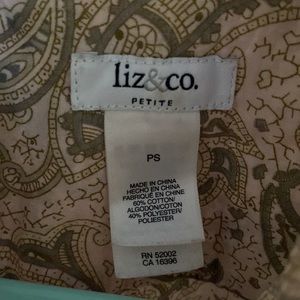 liz&co.
PETITE
PS
MADE IN CHINA
HECHO EN CHINA
FABRIQUÉ EN CHINE
60% COTTON/
ALGODÓN/COTON
40% POLYESTER/
POLIÉSTER
RN 52002
CA 16396